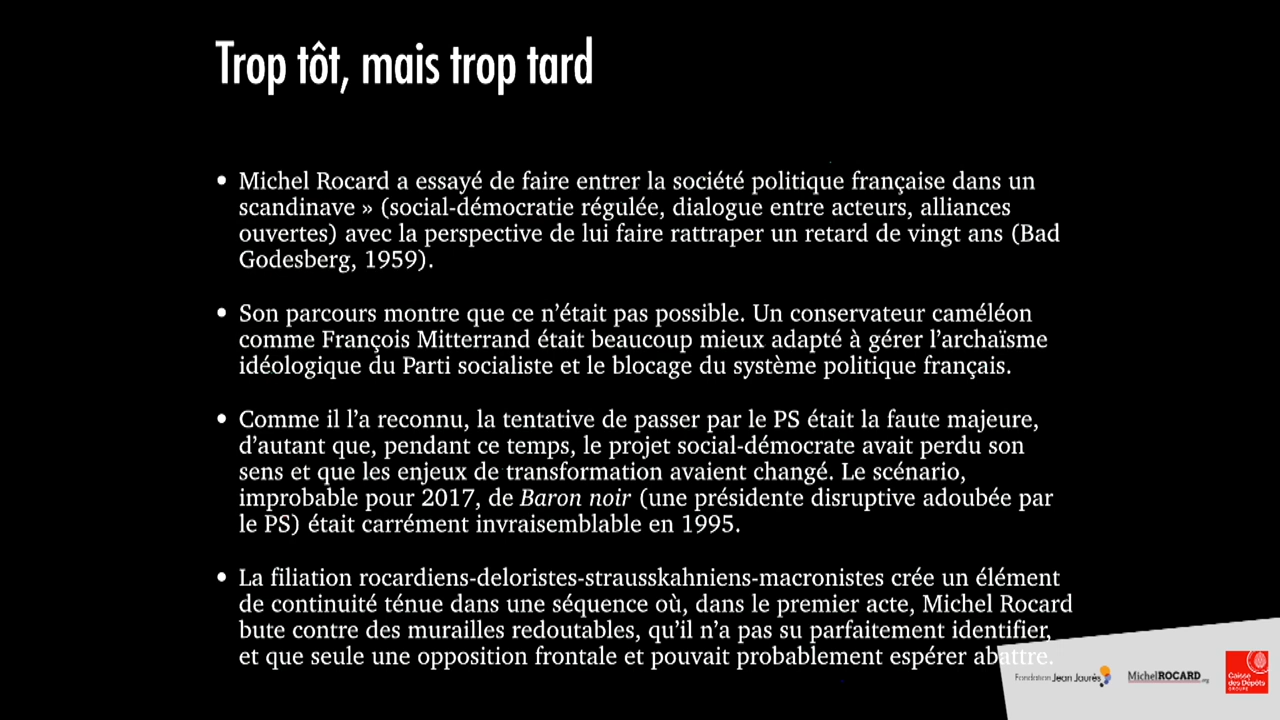 Trop tôt, mais trop tard
• Michel Rocard a essayé de faire entrer la société politique française dans un
scandinave » (social-démocratie régulée, dialogue entre acteurs, alliances
ouvertes) avec la perspective de lui faire rattraper un retard de vingt ans (Bad
Godesberg, 1959).
• Son parcours montre que ce n’était pas possible. Un conservateur caméléon
comme François Mitterrand était beaucoup mieux adapté à gérer l’archaïsme
idéologique du Parti socialiste et le blocage du système politique français.
• Comme il l’a reconnu, la tentative de passer par le PS était la faute majeure,
d’autant que, pendant ce temps, le projet social-démocrate avait perdu son
sens et que les enjeux de transformation avaient changé. Le scénario,
improbable pour 2017, de Baron noir (une présidente disruptive adoubée par
le PS) était carrément invraisemblable en 1995.
• La filiation rocardiens-deloristes-strausskahniens-macronistes crée un élément
de continuité ténue dans une séquence où, dans le premier acte, Michel Rocard
bute contre des murailles redoutables, qu’il n’a pas su parfaitement identifier,
et que seule une opposition frontale et pouvait probablement espérer abattre.
Fondation Jean Jaurès
MichelROCARD.org
Caisse
des Dépôts
GROUPE